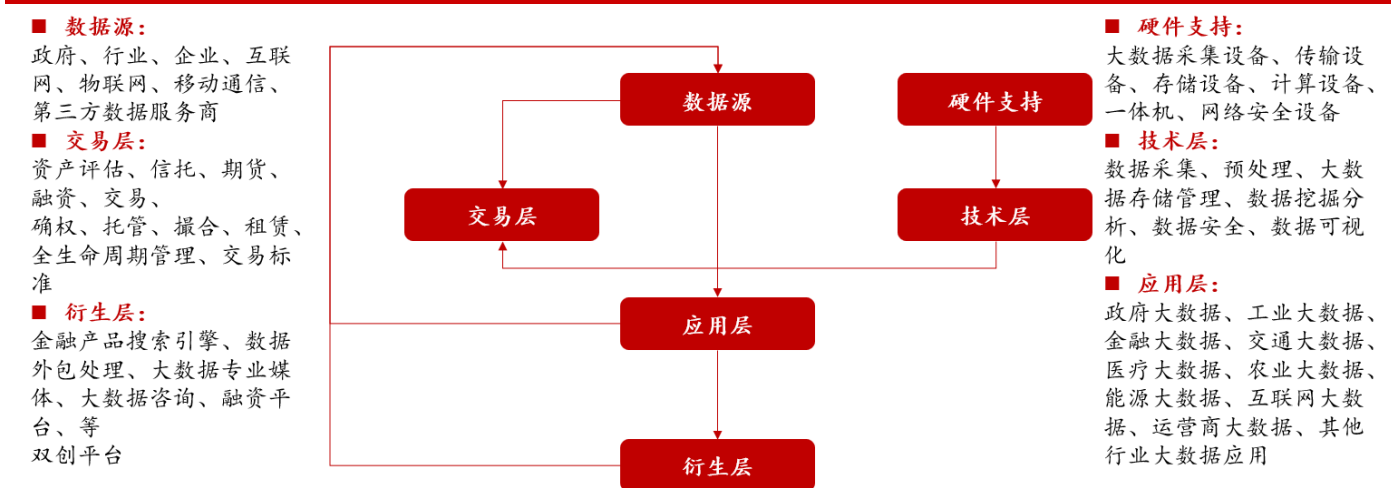 ■ 数据源：
政府、行业、企业、互联
网、物联网、移动通信、
第三方数据服务商
■ 交易层：
资产评估、信托、期货、
融资、交易、
确权、托管、撮合、租赁、
全生命周期管理、交易标
准
■ 衍生层：
金融产品搜索引擎、数据
外包处理、大数据专业媒
体、大数据咨询、融资平
台、等
双创平台
数据源
硬件支持
交易层
技术层
应用层
衍生层
■ 硬件支持：
大数据采集设备、传输设
备、存储设备、计算设备、
一体机、网络安全设备
■ 技术层：
数据采集、预处理、大数
据存储管理、数据挖掘分
析、数据安全、数据可视
化
■ 应用层：
政府大数据、工业大数据、
金融大数据、交通大数据、
医疗大数据、农业大数据、
能源大数据、互联网大数
据、运营商大数据、其他
行业大数据应用